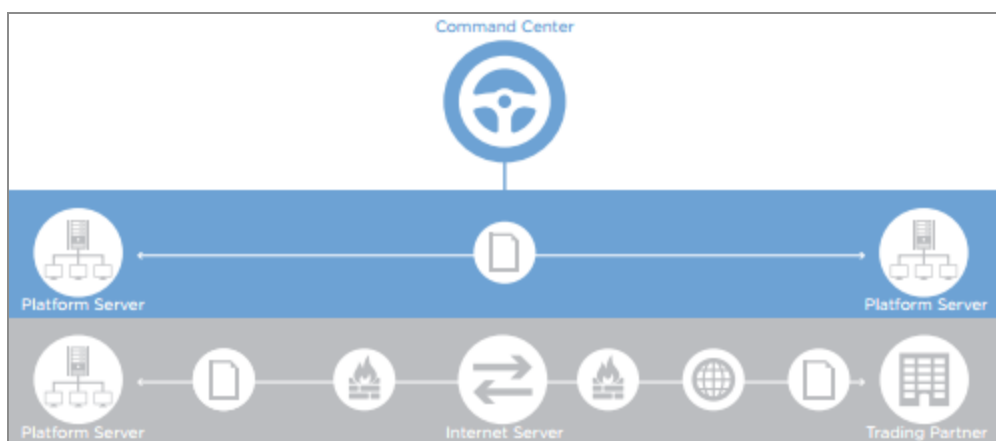 Command Center
Platform Server
Platform Server
Platform Server
Internet Server
Trading Partner